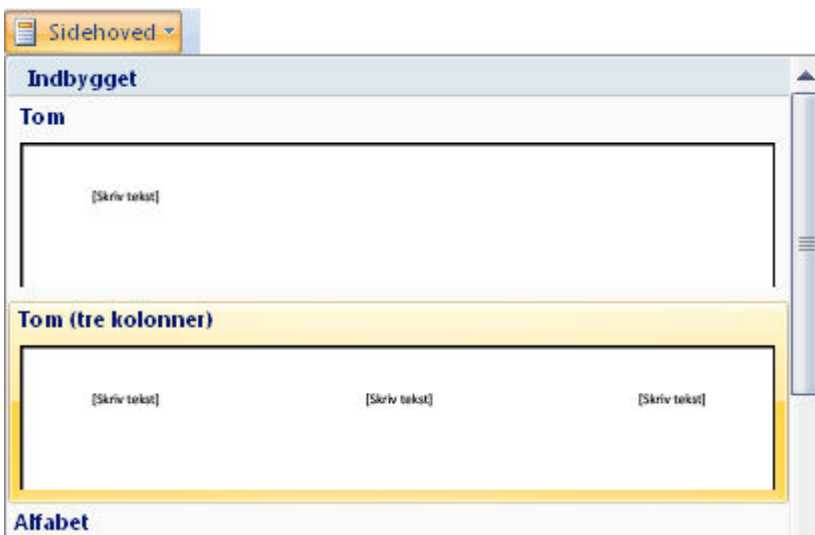 Sidehoved
Indbygget
Tom
[Skriv tekst]
Tom (tre kolonner)
[Skriv tekst] [Skriv tekst] [Skriv tekst]
Alfabet